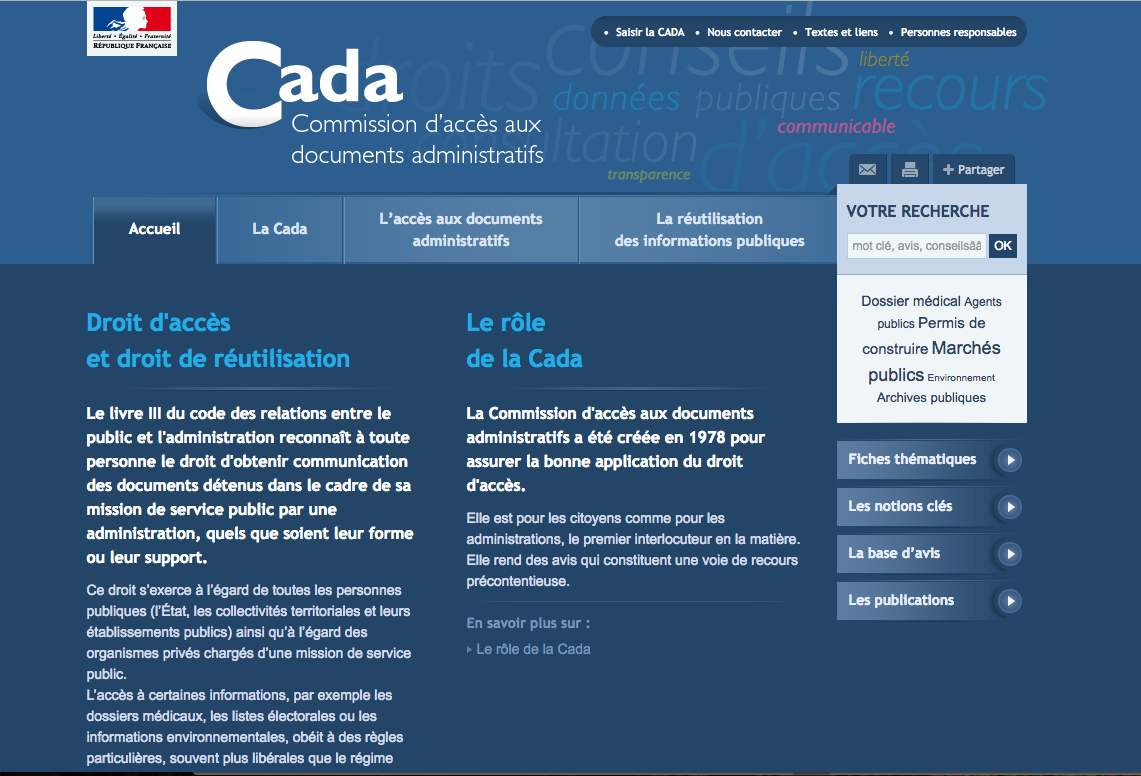 Liberté • Égalité • Fraternité
RÉPUBLIQUE FRANÇAISE
• Saisir la CADA • Nous contacter • Textes et liens • Personnes responsables
Cada
Commission d'accès aux
documents administratifs
droits
conseils
liberté
données publiques recours
communicable
consultation
d'accès
transparence
+ Partager
Accueil
La Cada
L'accès aux documents
administratifs
La réutilisation
des informations publiques
VOTRE RECHERCHE
mot clé, avis, conseilsââ OK
Dossier médical Agents
publics Permis de
construire Marchés
publics Environnement
Archives publiques
Fiches thématiques
Les notions clés
La base d'avis
Les publications
Droit d'accès
et droit de réutilisation
Le livre III du code des relations entre le
public et l'administration reconnaît à toute
personne le droit d'obtenir communication
des documents détenus dans le cadre de sa
mission de service public par une
administration, quels que soient leur forme
ou leur support.
Ce droit s'exerce à l'égard de toutes les personnes
publiques (l'État, les collectivités territoriales et leurs
établissements publics) ainsi qu'à l'égard des
organismes privés chargés d'une mission de service
public.
L'accès à certaines informations, par exemple les
dossiers médicaux, les listes électorales ou les
informations environnementales, obéit à des règles
particulières, souvent plus libérales que le régime
Le rôle
de la Cada
La Commission d'accès aux documents
administratifs a été créée en 1978 pour
assurer la bonne application du droit
d'accès.
Elle est pour les citoyens comme pour les
administrations, le premier interlocuteur en la matière.
Elle rend des avis qui constituent une voie de recours
précontentieuse.
En savoir plus sur :
Le rôle de la Cada